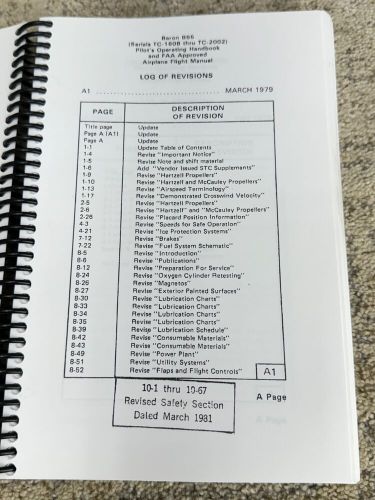 Baron B55
(Serials TC-1608 thru TC-2002)
Pilot's Operating Handbook
and FAA Approved
Airplane Flight Manual
LOG OF REVISIONS
A1 .......................................... MARCH 1979
PAGE DESCRIPTION OF REVISION
Title page Update
Page A (A1) Update
Page A Update
1-1 Update Table of Contents
1-4 Revise "Important Notice"
1-5 Revise Note and shift material
1-6 Add "Vendor Issued STC Supplements"
1-9 Revise "Hartzell Propellers"
1-10 Revise "Hartzell and McCauley Propellers"
1-13 Revise "Airspeed Terminology"
1-17 Revise "Demonstrated Crosswind Velocity"
2-5 Revise "Hartzell Propellers"
2-6 Revise "Hartzell" and "McCauley Propellers"
2-26 Revise "Placard Position Information"
4-3 Revise "Speeds for Safe Operation"
4-21 Revise "Ice Protection Systems"
7-12 Revise "Brakes"
7-22 Revise "Fuel System Schematic"
8-5 Revise "Introduction"
8-6 Revise "Publications"
8-12 Revise "Preparation For Service"
8-24 Revise "Oxygen Cylinder Retesting"
8-26 Revise "Magnetos"
8-27 Revise "Exterior Painted Surfaces"
8-30 Revise "Lubrication Charts"
8-33 Revise "Lubrication Charts"
8-34 Revise "Lubrication Charts"
8-35 Revise "Lubrication Charts"
8-39 Revise "Lubrication Schedule"
8-42 Revise "Consumable Materials"
8-43 Revise "Consumable Materials"
8-49 Revise "Power Plant"
8-51 Revise "Utility Systems"
8-52 Revise "Flaps and Flight Controls" A1
10-1 thru 10-67
Revised Safety Section
Dated March 1981
A Page